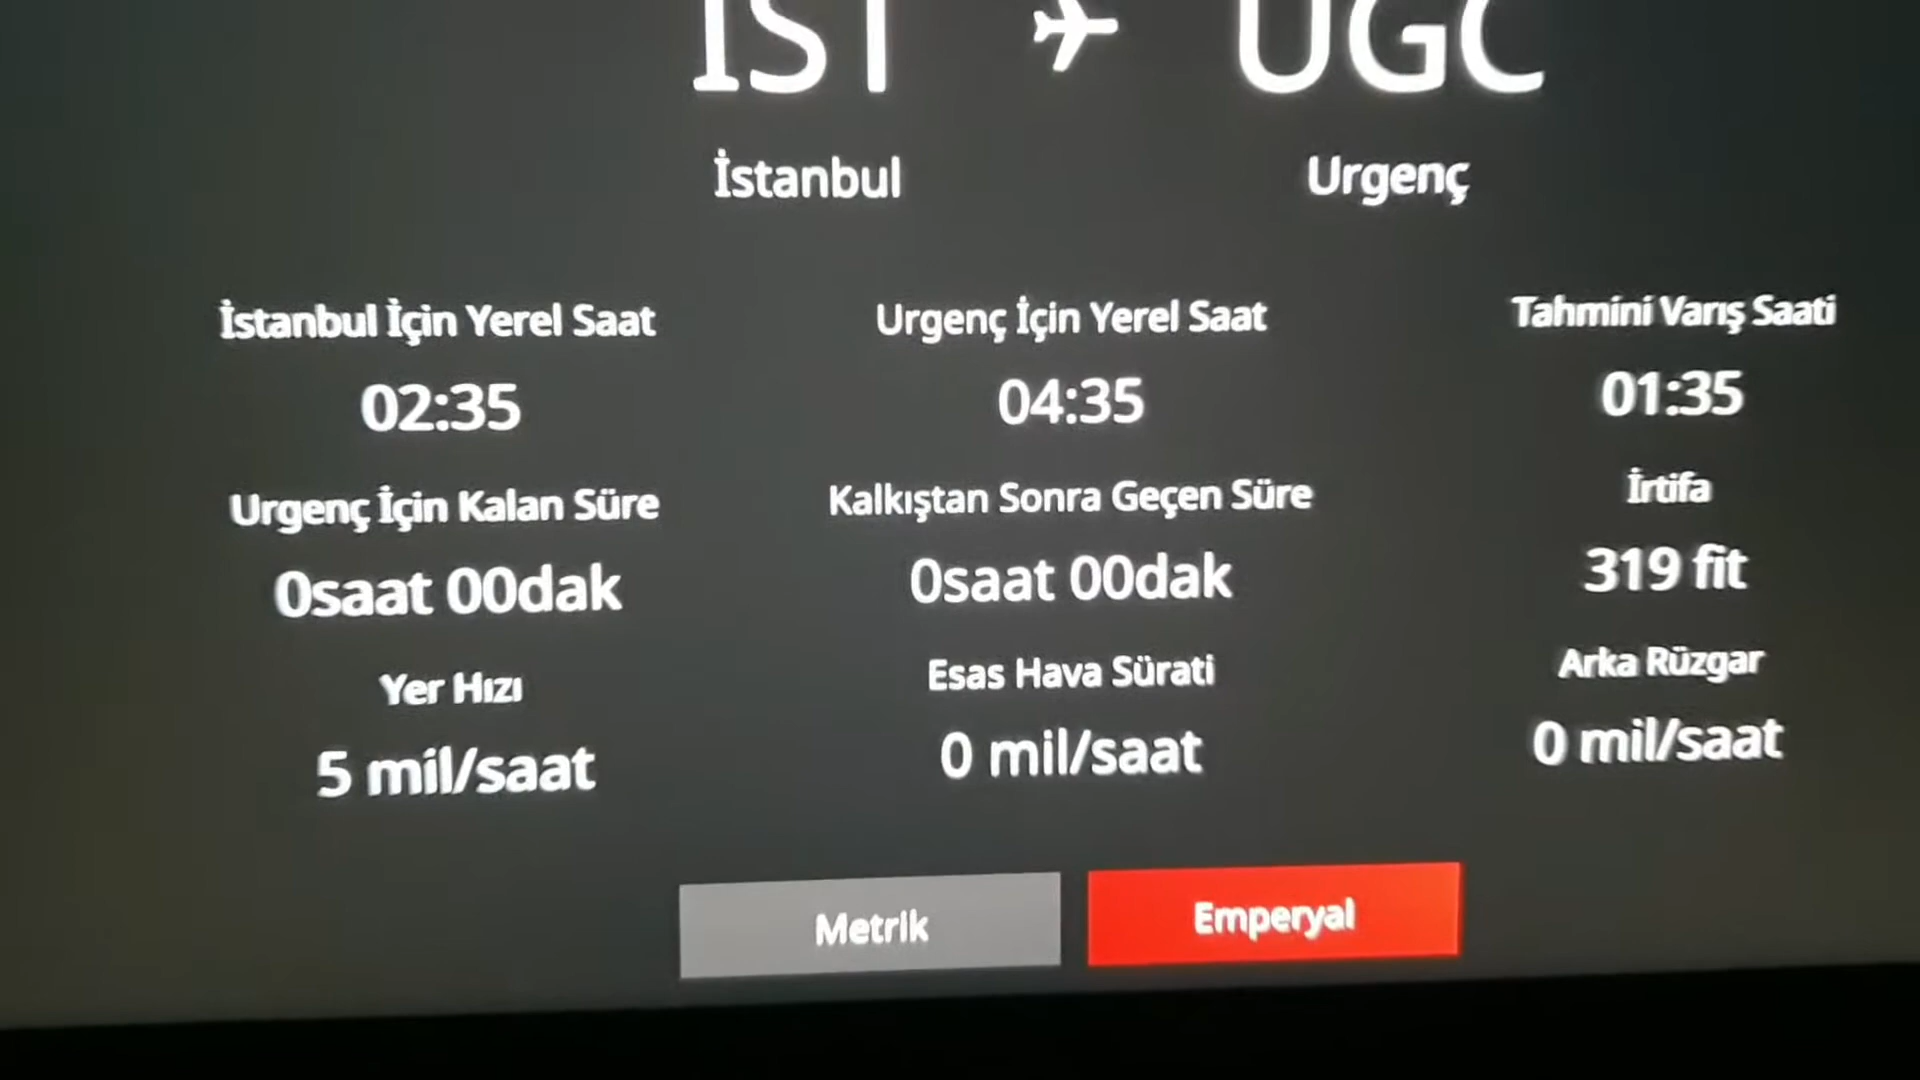 İST UGC
İstanbul Urgenç
İstanbul İçin Yerel Saat Urgenç İçin Yerel Saat Tahmini Varış Saati
02:35 04:35 01:35
Urgenç İçin Kalan Süre Kalkıştan Sonra Geçen Süre İrtifa
0saat 00dak 0saat 00dak 319 fit
Yer Hızı Esas Hava Sürati Arka Rüzgar
5 mil/saat 0 mil/saat 0 mil/saat
Metrik Emperyal